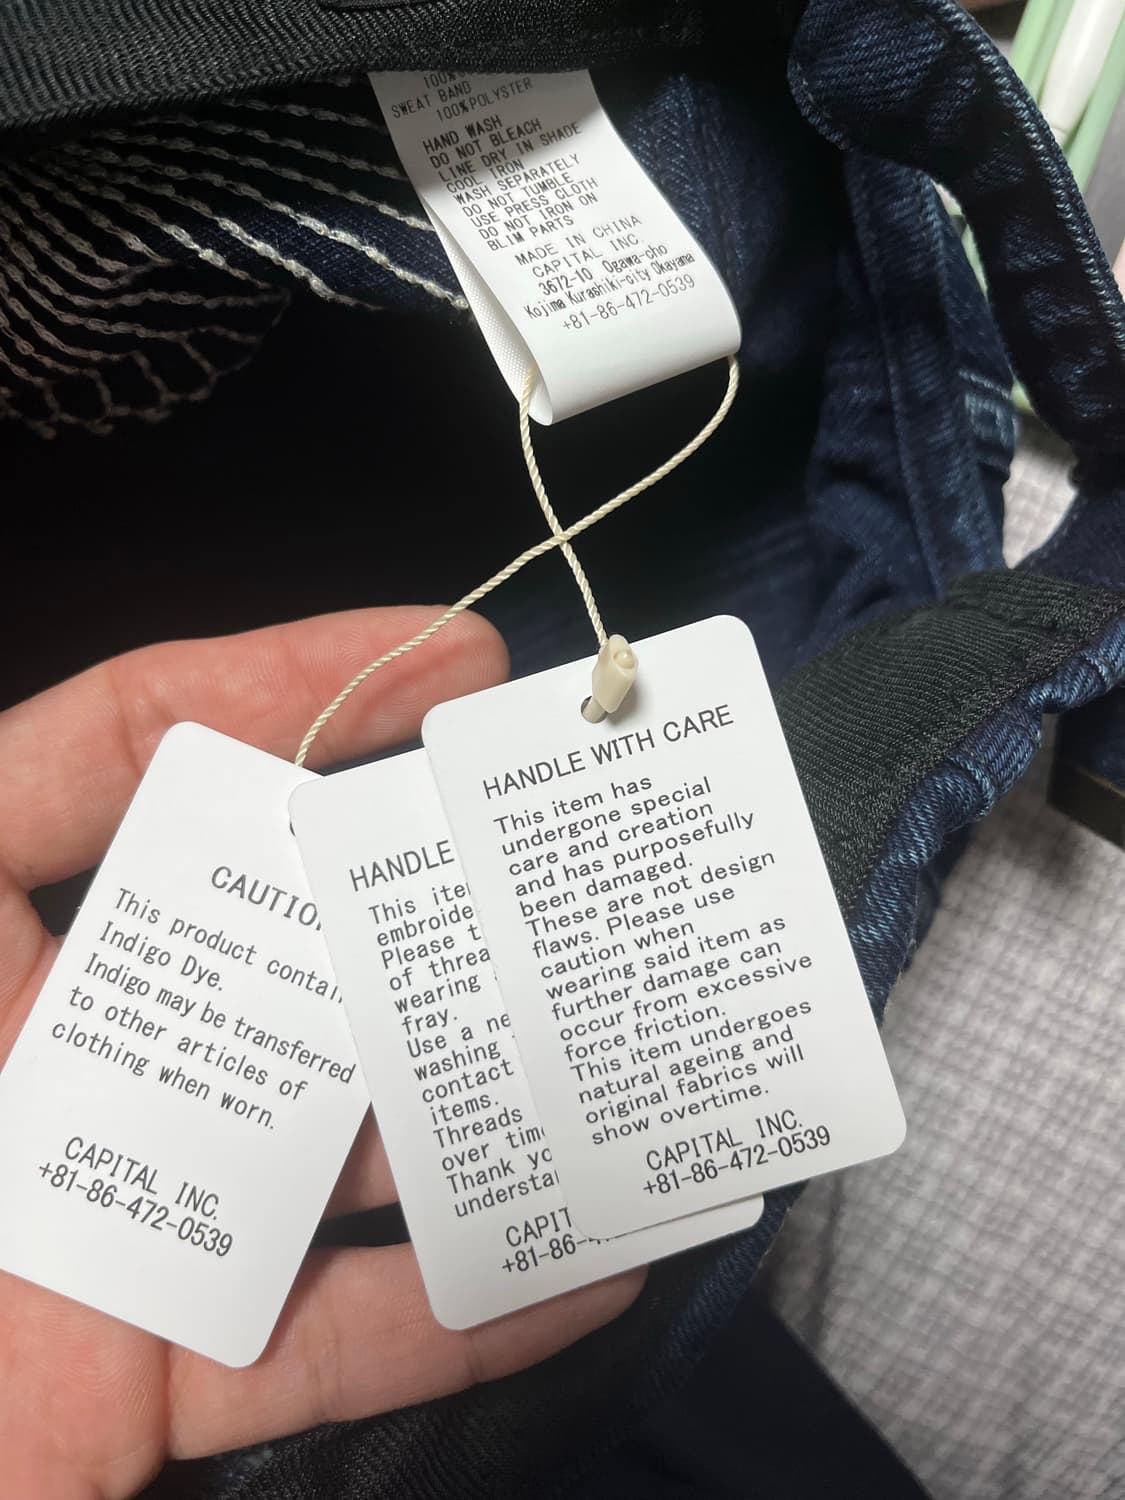 100%
SWEAT BAND
100%POLYSTER
HAND WASH
DO NOT BLEACH
LINE DRY IN SHADE
COOL IRON
WASH SEPARATELY
DO NOT TUMBLE
USE PRESS CLOTH
DO NOT IRON ON
BLIM PARTS
MADE IN CHINA
CAPITAL INC.
3672-10 Ogawa-cho
Kojima Kurashiki-city Okayama
+81-86-472-0539
CAUTIO
This product contain
Indigo Dye.
Indigo may be transferred
to other articles of
clothing when worn.
CAPITAL INC.
+81-86-472-0539
HANDLE
This ite
embroide
Please t
of threa
wearing
fray.
Use a ne
washing
contact
items.
Threads
over tim
Thank yo
understa
CAPIT
+81-86-4
HANDLE WITH CARE
This item has
undergone special
care and creation
and has purposefully
been damaged.
These are not design
flaws. Please use
caution when
wearing said item as
further damage can
occur from excessive
force friction.
This item undergoes
natural ageing and
original fabrics will
show overtime.
CAPITAL INC.
+81-86-472-0539